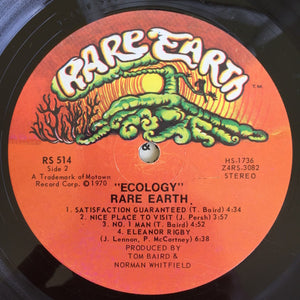 RARE EARTH
T.M.
RS 514
Side 2
A Trademark of Motown
Record Corp. © 1970
HS-1736
Z4RS-3082
STEREO
"ECOLOGY"
RARE EARTH
1. SATISFACTION GUARANTEED (T. Baird) 4:34
2. NICE PLACE TO VISIT (J. Persh) 3:57
3. NO. 1 MAN (T. Baird) 4:21
4. ELEANOR RIGBY
(J. Lennon, P. McCartney) 6:38
PRODUCED BY
TOM BAIRD &
NORMAN WHITFIELD